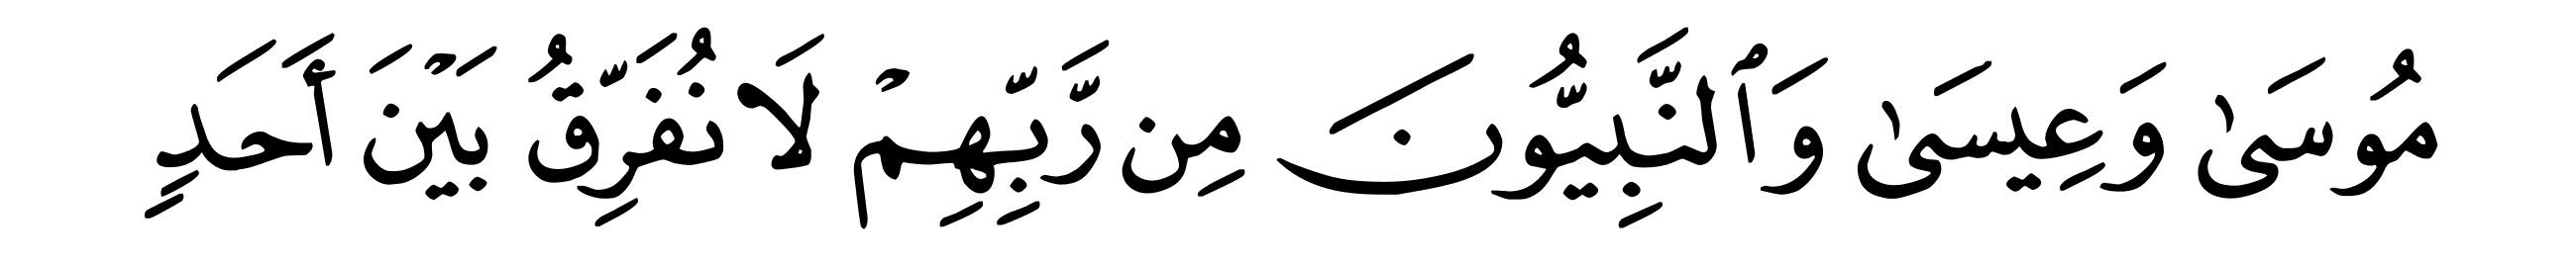 مُوسَىٰ وَعِيسَىٰ وَٱلنَّبِيُّونَ مِن رَّبِّهِمْ لَا نُفَرِّقُ بَيْنَ أَحَدٍ